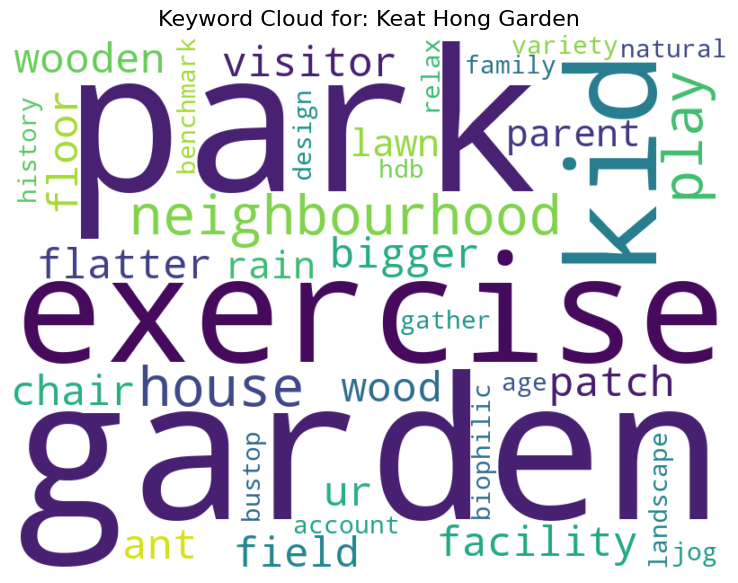 Keyword Cloud for: Keat Hong Garden
wooden
history
floor
park
benchmark
visitor
design
relax
lawn
hdb
family
variety
natural
parent
kid
play
neighbourhood
flatter
rain
bigger
exercise
gather
chair
house
wood
age
patch
garden
bustop
biophilic
landscape
ur
account
ant
field
facility
jog